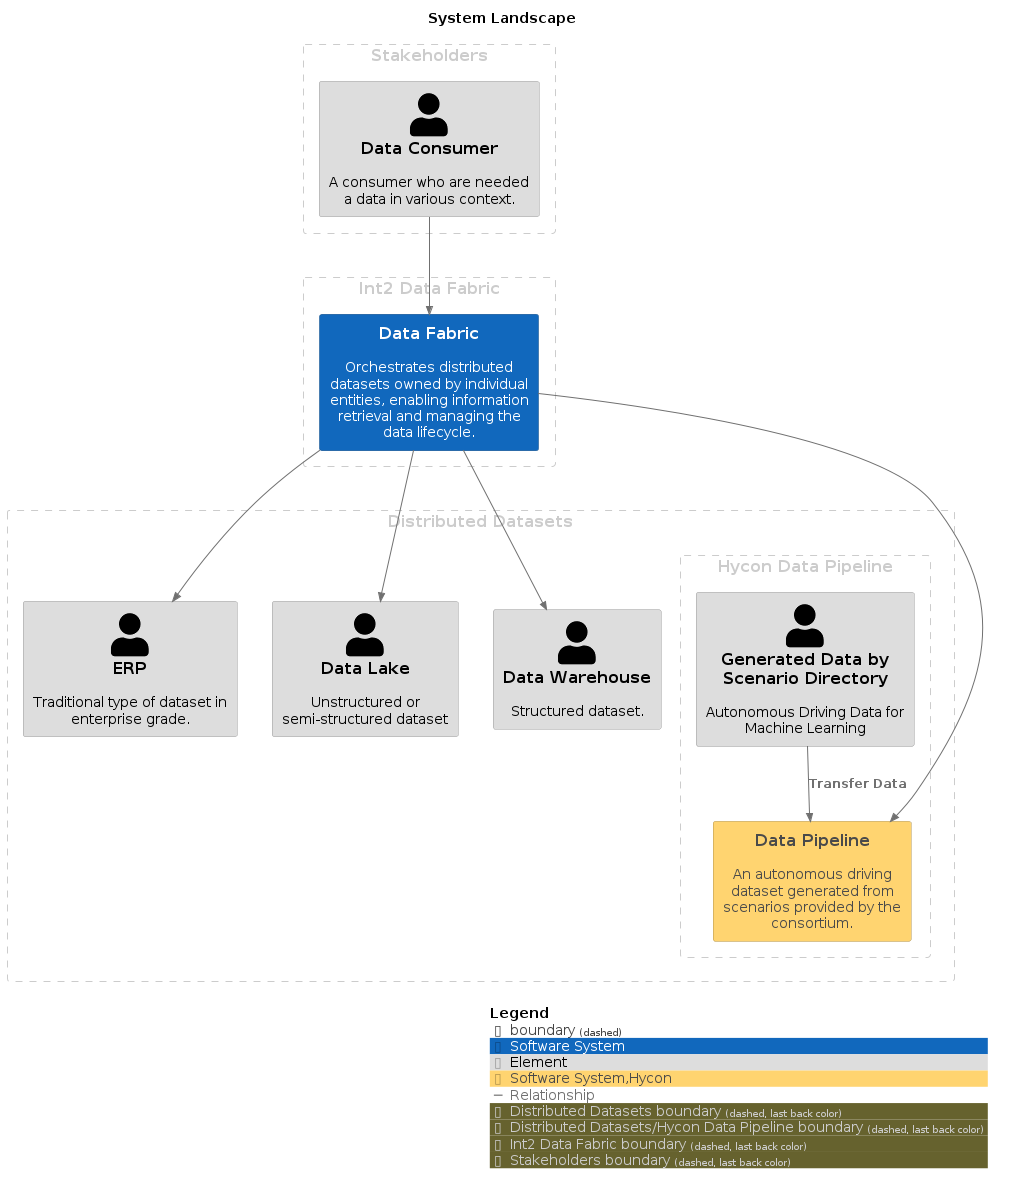 System Landscape
Stakeholders
Data Consumer
A consumer who are needed
a data in various context.
Int2 Data Fabric
Data Fabric
Orchestrates distributed
datasets owned by individual
entities, enabling information
retrieval and managing the
data lifecycle.
Distributed Datasets
ERP
Traditional type of dataset in
enterprise grade.
Data Lake
Unstructured or
semi-structured dataset
Data Warehouse
Structured dataset.
Hycon Data Pipeline
Generated Data by
Scenario Directory
Autonomous Driving Data for
Machine Learning
Transfer Data
Data Pipeline
An autonomous driving
dataset generated from
scenarios provided by the
consortium.
Legend
boundary (dashed)
Software System
Element
Software System,Hycon
Relationship
Distributed Datasets boundary (dashed, last back color)
Distributed Datasets/Hycon Data Pipeline boundary (dashed, last back color)
Int2 Data Fabric boundary (dashed, last back color)
Stakeholders boundary (dashed, last back color)